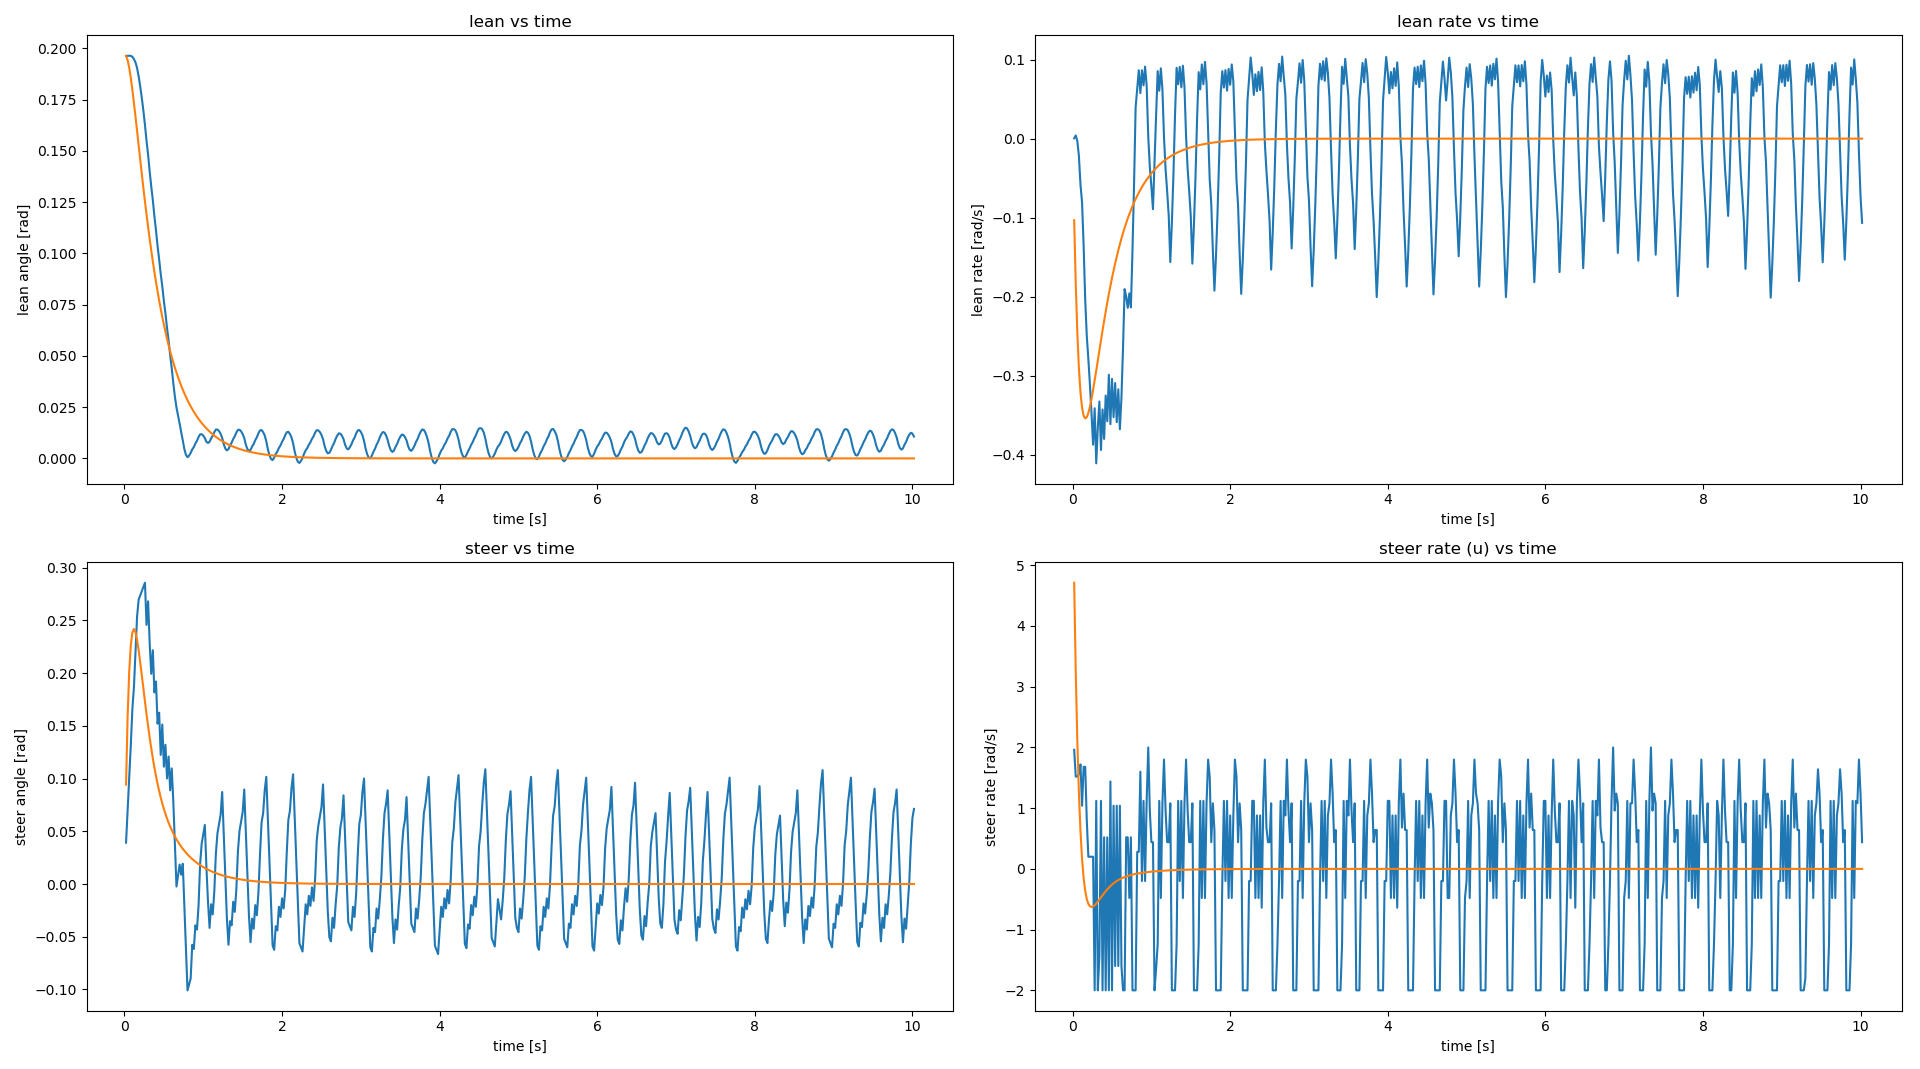 lean vs time
0.200
0.175
0.150
0.125
0.100
0.075
0.050
0.025
0.000
lean angle [rad]
0 2 4 6 8 10
time [s]
lean rate vs time
0.1
0.0
−0.1
−0.2
−0.3
−0.4
lean rate [rad/s]
0 2 4 6 8 10
time [s]
steer vs time
0.30
0.25
0.20
0.15
0.10
0.05
0.00
−0.05
−0.10
steer angle [rad]
0 2 4 6 8 10
time [s]
steer rate (u) vs time
5
4
3
2
1
0
−1
−2
steer rate [rad/s]
0 2 4 6 8 10
time [s]